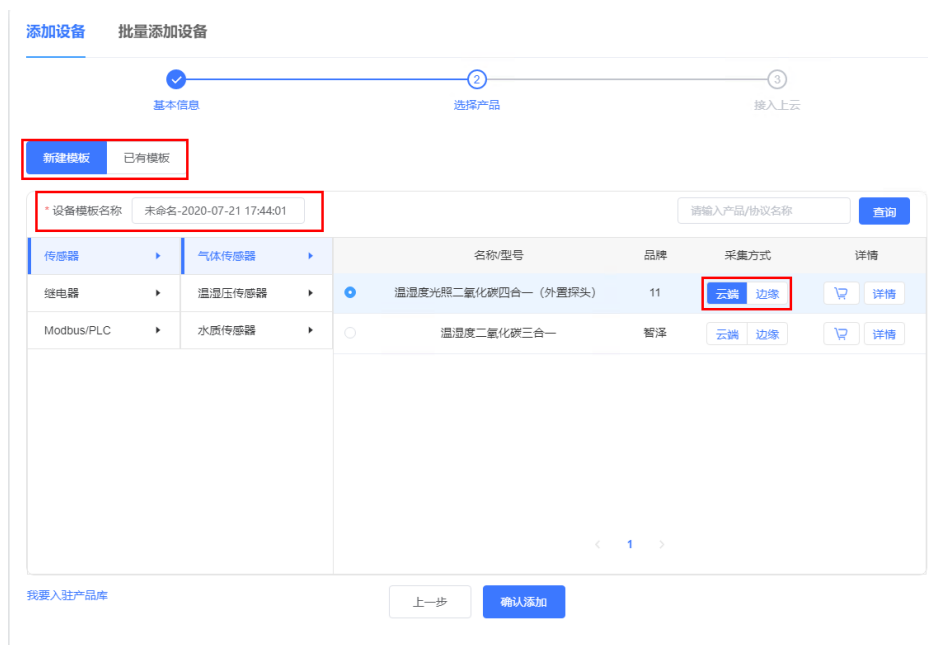 添加设备 批量添加设备
2 3
基本信息 选择产品 接入上云
新建模板 已有模板
* 设备模板名称 未命名-2020-07-21 17:44:01 请输入产品/协议名称 查询
传感器 气体传感器 名称/型号 品牌 采集方式 详情
继电器 温湿压传感器 温湿度光照二氧化碳四合一（外置探头） 11 云端 边缘 详情
Modbus/PLC 水质传感器 温湿度二氧化碳三合一 智泽 云端 边缘 详情
< 1 >
我要入驻产品库 上一步 确认添加